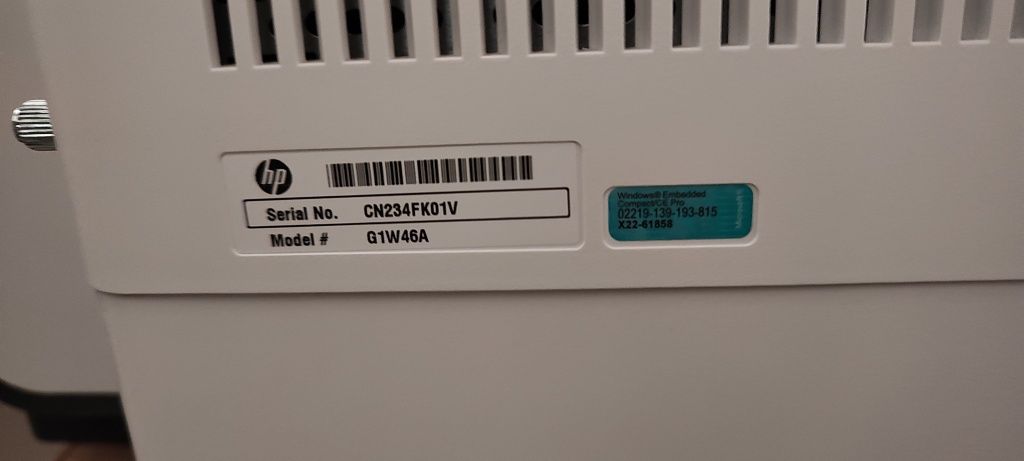 hp
Serial No. CN234FK01V
Model # G1W46A
Windows® Embedded
Compact/CE Pro
02219-139-193-815
X22-61858
Microsoft®